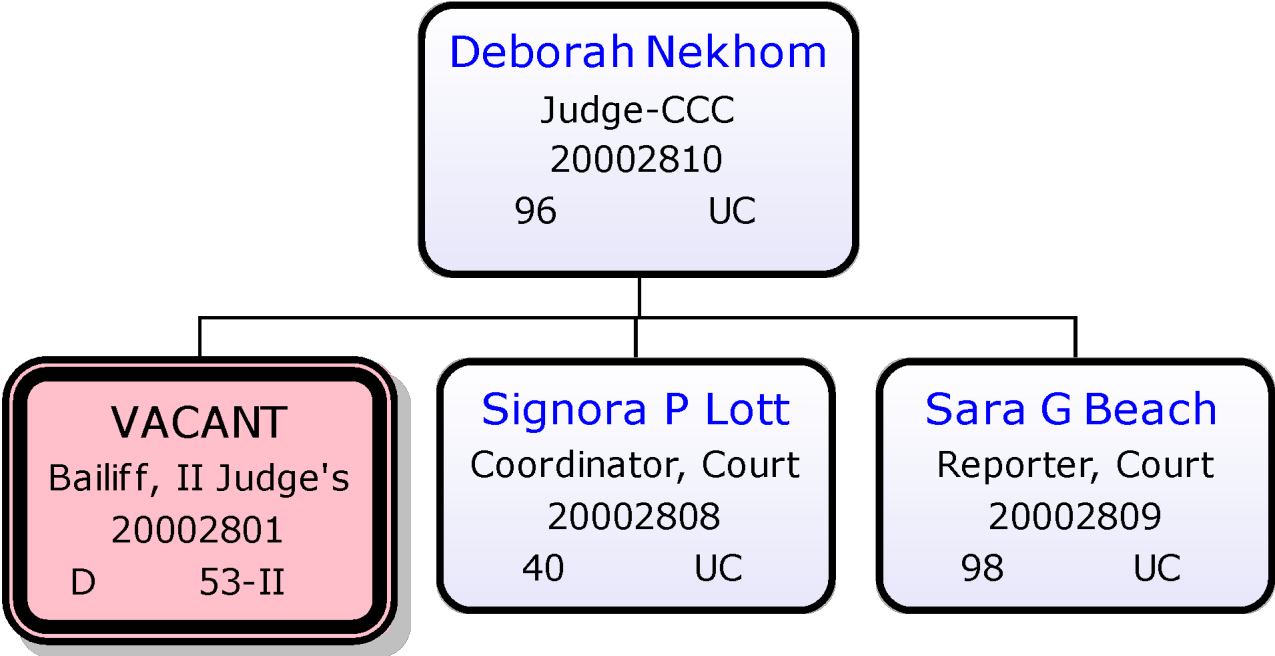 Deborah Nekhom
Judge-CCC
20002810
96 UC
VACANT
Bailiff, II Judge's
20002801
D 53-II
Signora P Lott
Coordinator, Court
20002808
40 UC
Sara G Beach
Reporter, Court
20002809
98 UC